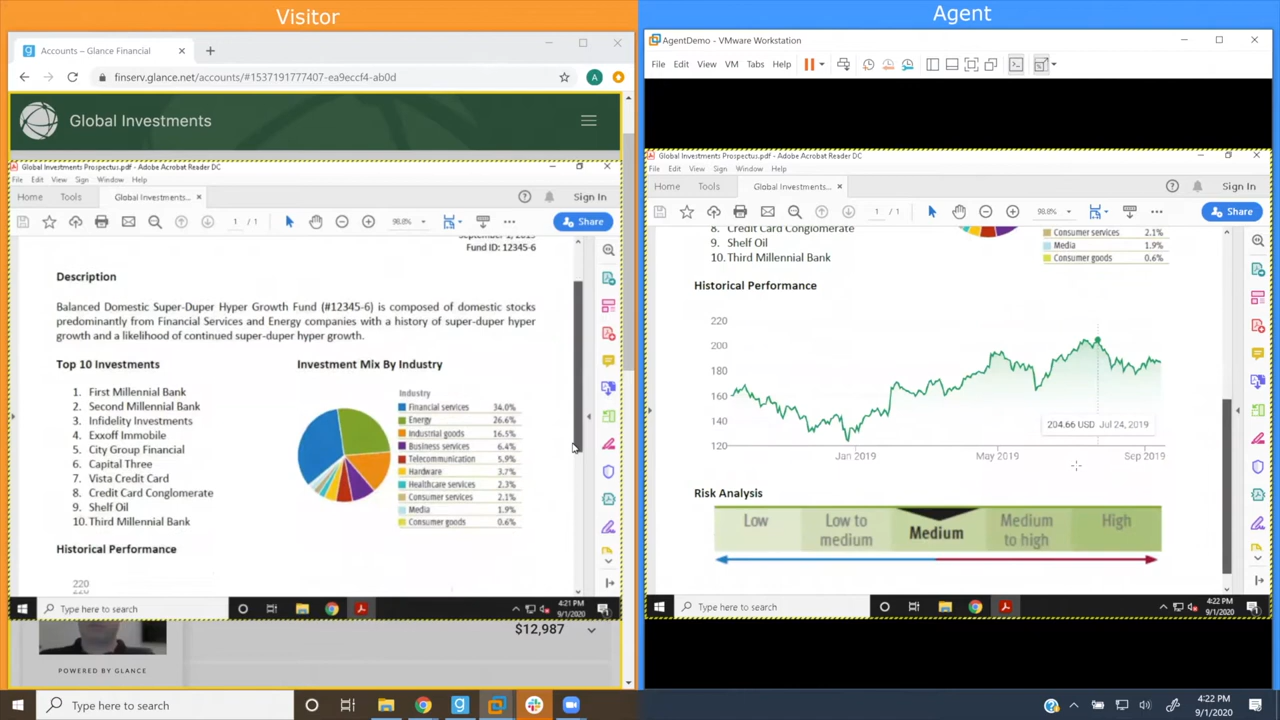 Visitor
Accounts – Glance Financial
finserv.glance.net/accounts/#1537191777407-ea9eccf4-ab0d
A
Global Investments
Global Investments Prospectus.pdf - Adobe Acrobat Reader DC
File Edit View Sign Window Help
Home Tools Global Investments... Sign In
1 / 1 98.8% Share
Fund ID: 12345-6
Description
Balanced Domestic Super-Duper Hyper Growth Fund (#12345-6) is composed of domestic stocks
predominantly from Financial Services and Energy companies with a history of super-duper hyper
growth and a likelihood of continued super-duper hyper growth.
Top 10 Investments
1. First Millennial Bank
2. Second Millennial Bank
3. Infidelity Investments
4. Exxoff Immobile
5. City Group Financial
6. Capital Three
7. Vista Credit Card
8. Credit Card Conglomerate
9. Shelf Oil
10. Third Millennial Bank
Investment Mix By Industry
Industry
Financial services 34.0%
Energy 26.6%
Industrial goods 16.5%
Business services 6.4%
Telecommunication 5.9%
Hardware 3.7%
Healthcare services 2.3%
Consumer services 2.1%
Media 1.9%
Consumer goods 0.6%
Historical Performance
220
Type here to search
4:21 PM
9/1/2020
$12,987
POWERED BY GLANCE
Type here to search
Agent
AgentDemo - VMware Workstation
File Edit View VM Tabs Help
Global Investments Prospectus.pdf - Adobe Acrobat Reader DC
File Edit View Sign Window Help
Home Tools Global Investments... Sign In
1 / 1 98.8% Share
8. Credit Card Conglomerate
9. Shelf Oil
10. Third Millennial Bank
Consumer services 2.1%
Media 1.9%
Consumer goods 0.6%
Historical Performance
220
200
180
160
140
120
204.66 USD Jul 24, 2019
Jan 2019 May 2019 Sep 2019
Risk Analysis
Low
Low to
medium
Medium
Medium
to high
High
Type here to search
4:22 PM
9/1/2020
4:22 PM
9/1/2020